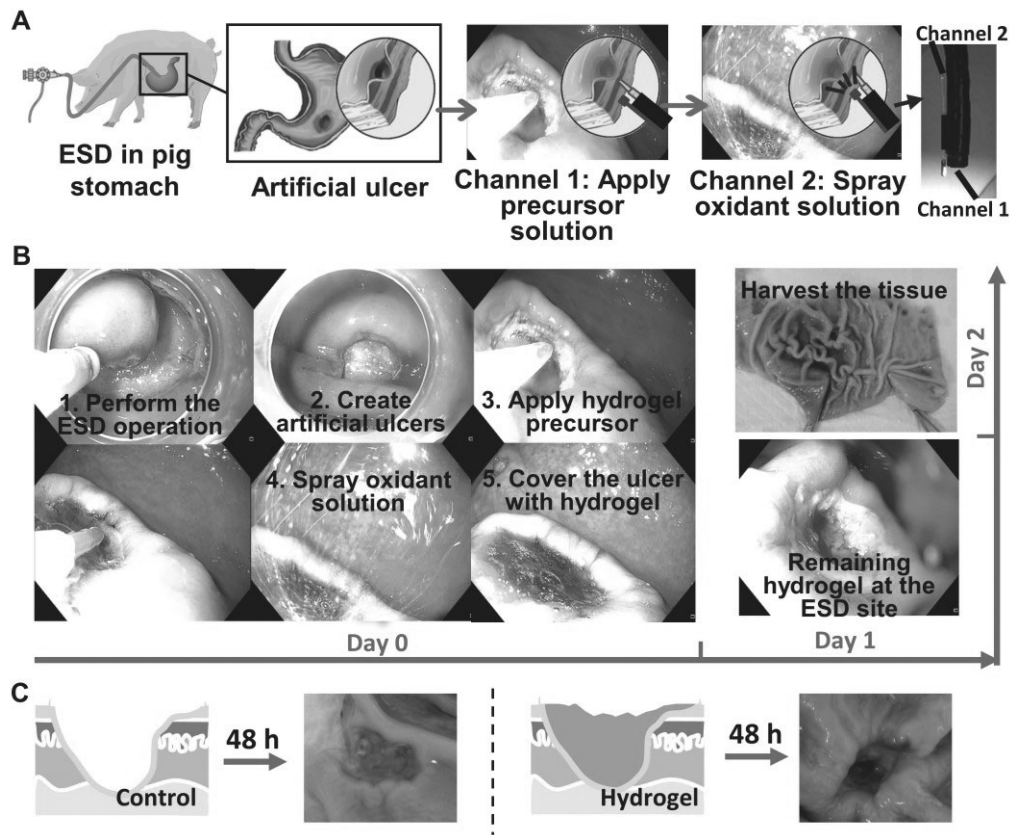 A
ESD in pig
stomach
Artificial ulcer
Channel 1: Apply
precursor
solution
Channel 2: Spray
oxidant solution
Channel 2
Channel 1
B
1. Perform the
ESD operation
2. Create
artificial ulcers
3. Apply hydrogel
precursor
4. Spray oxidant
solution
5. Cover the ulcer
with hydrogel
Harvest the tissue
Remaining
hydrogel at the
ESD site
Day 2
Day 0
Day 1
C
48 h
Control
48 h
Hydrogel